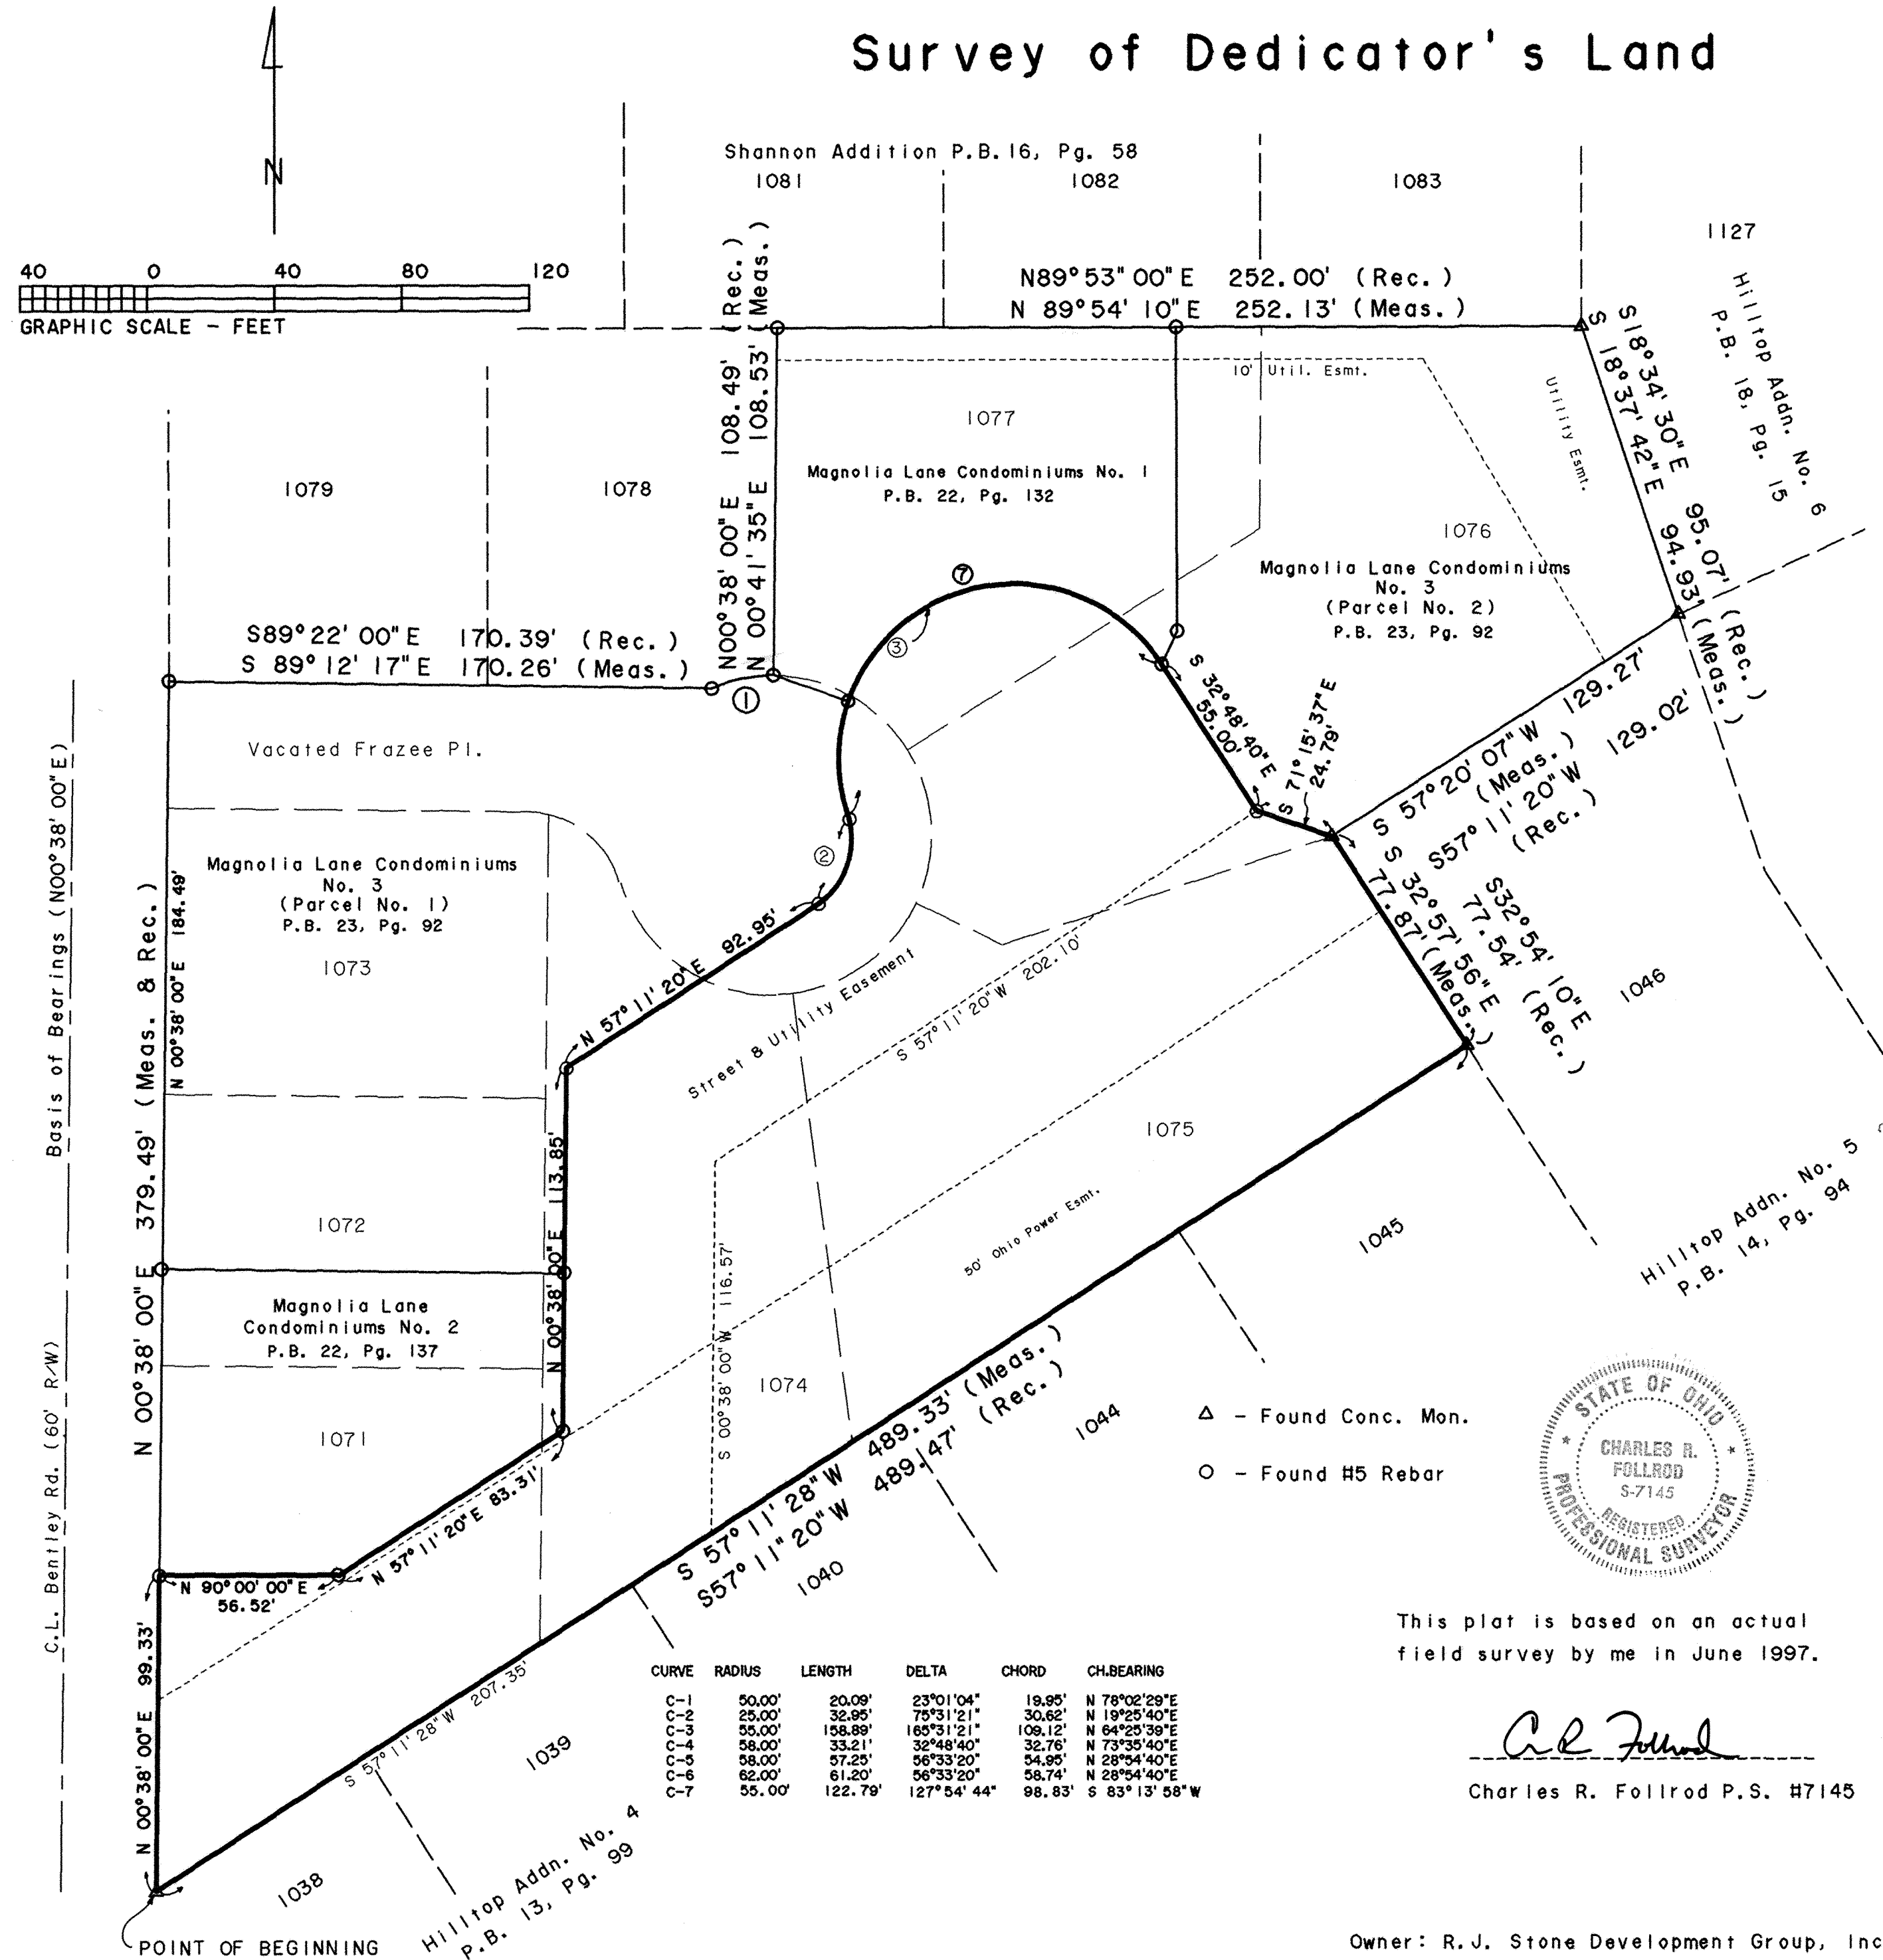 Survey of Dedicator's Land
N
Shannon Addition P.B.16, Pg. 58
1081
1082
1083
1127
40 0 40 80 120
GRAPHIC SCALE - FEET
N89°53"00"E 252.00' (Rec.)
N 89°54'10"E 252.13' (Meas.)
N00°38'00"E 108.49' (Rec.)
N 00°41'35"E 108.53' (Meas.)
Hilltop Addn. No. 6
P.B. 18, Pg. 15
S18°34'30"E 95.07' (Rec.)
S 18°37'42"E 94.93' (Meas.)
10' Util. Esmt.
Utility Esmt.
1079
1078
1077
Magnolia Lane Condominiums No. 1
P.B. 22, Pg. 132
1076
Magnolia Lane Condominiums
No. 3
(Parcel No. 2)
P.B. 23, Pg. 92
7
3
S89°22'00"E 170.39' (Rec.)
S 89°12'17"E 170.26' (Meas.)
1
S 32°48'40"E
55.00'
S 71°15'37"E
24.79'
S 57°20'07"W 129.27'
(Meas.)
S57°11'20"W 129.02'
(Rec.)
Vacated Frazee Pl.
Basis of Bearings (N00°38'00"E)
Magnolia Lane Condominiums
No. 3
(Parcel No. 1)
P.B. 23, Pg. 92
1073
N 00°38'00"E 184.49'
N 00°38'00"E 379.49' (Meas. & Rec.)
2
N 57°11'20"E 92.95'
Street & Utility Easement
S 57°11'20"W 202.10'
S32°54'10"E
77.54' (Rec.)
S 32°57'56"E
77.87' (Meas.)
1046
1075
1072
N 00°38'00"E 113.85'
S 00°38'00"W 116.57'
50' Ohio Power Esmt.
1045
Hilltop Addn. No. 5
P.B. 14, Pg. 94
Magnolia Lane
Condominiums No. 2
P.B. 22, Pg. 137
1071
1074
S 57°11'28"W 489.33' (Meas.)
S57°11"20"W 489.47' (Rec.)
1044
1040
△ - Found Conc. Mon.
○ - Found #5 Rebar
STATE OF OHIO
CHARLES R.
FOLLROD
S-7145
REGISTERED
PROFESSIONAL SURVEYOR
C.L. Bentley Rd. (60' R/W)
N 57°11'20"E 83.31'
N 90°00'00"E
56.52'
N 00°38'00"E 99.33'
S 57°11'28"W 207.35'
1039
1038
Hilltop Addn. No. 4
P.B. 13, Pg. 99
POINT OF BEGINNING
CURVE RADIUS LENGTH DELTA CHORD CH.BEARING
C-1 50.00' 20.09' 23°01'04" 19.95' N 78°02'29"E
C-2 25.00' 32.95' 75°31'21" 30.62' N 19°25'40"E
C-3 55.00' 158.89' 165°31'21" 109.12' N 64°25'39"E
C-4 58.00' 33.21' 32°48'40" 32.76' N 73°35'40"E
C-5 58.00' 57.25' 56°33'20" 54.95' N 28°54'40"E
C-6 62.00' 61.20' 56°33'20" 58.74' N 28°54'40"E
C-7 55.00' 122.79' 127°54'44" 98.83' S 83°13'58"W
This plat is based on an actual
field survey by me in June 1997.
CR Follrod
Charles R. Follrod P.S. #7145
Owner: R.J. Stone Development Group, Inc